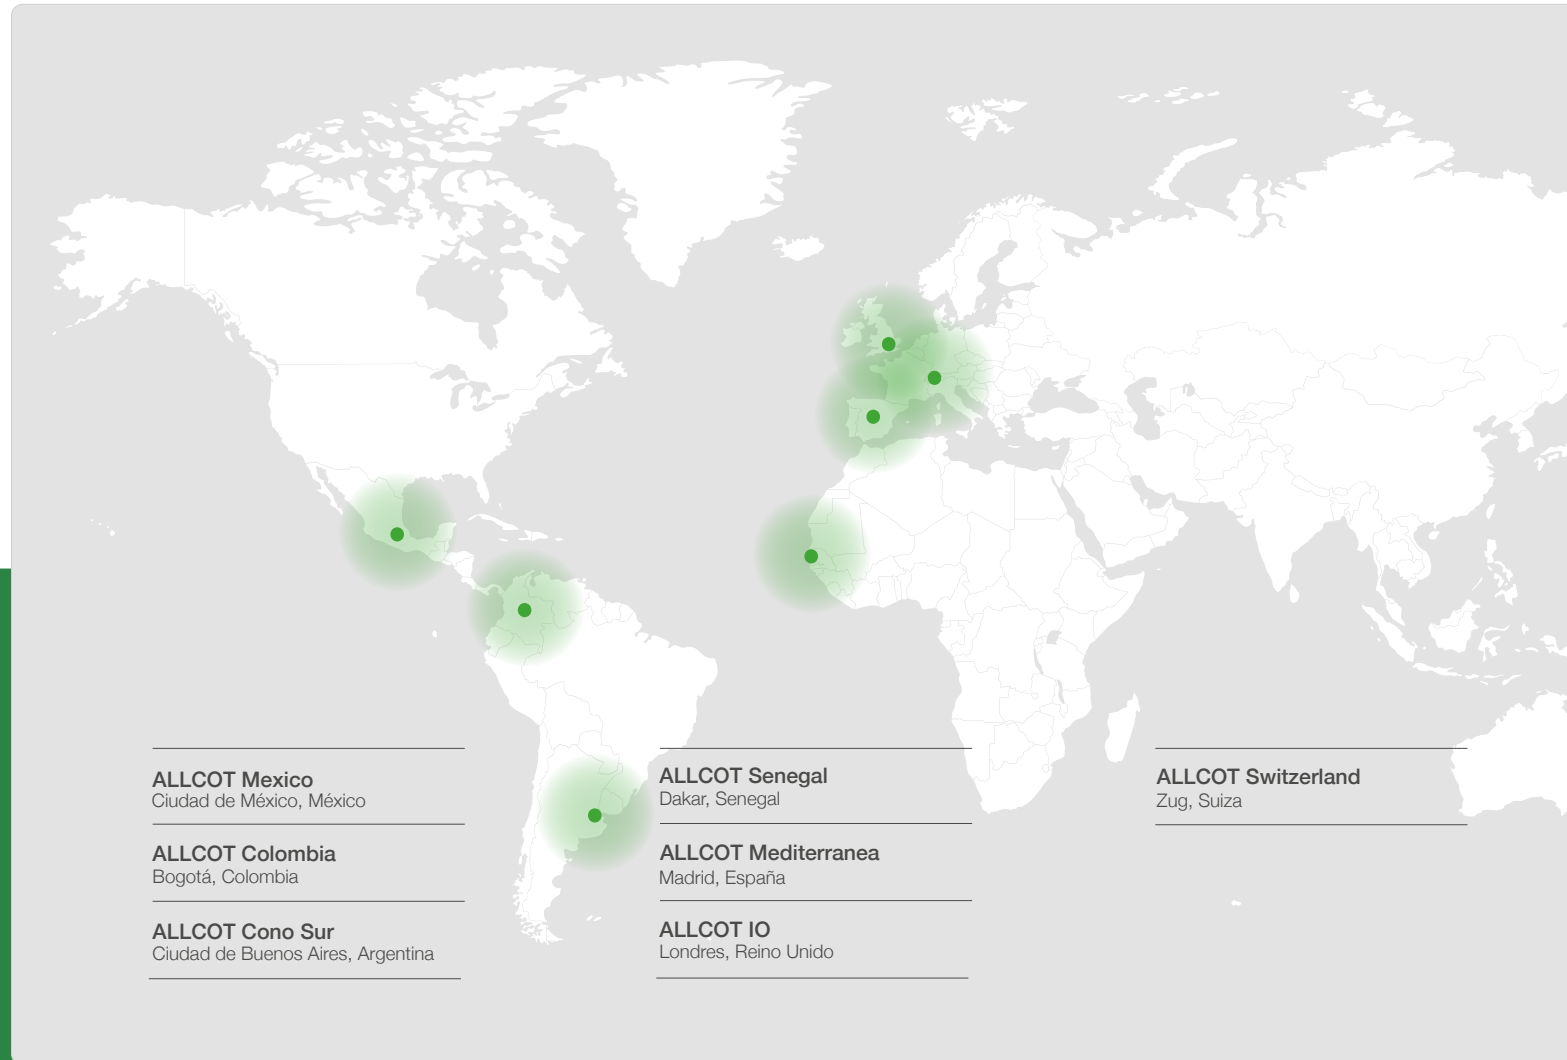 ALLCOT Mexico
Ciudad de México, México
ALLCOT Colombia
Bogotá, Colombia
ALLCOT Cono Sur
Ciudad de Buenos Aires, Argentina
ALLCOT Senegal
Dakar, Senegal
ALLCOT Mediterranea
Madrid, España
ALLCOT IO
Londres, Reino Unido
ALLCOT Switzerland
Zug, Suiza